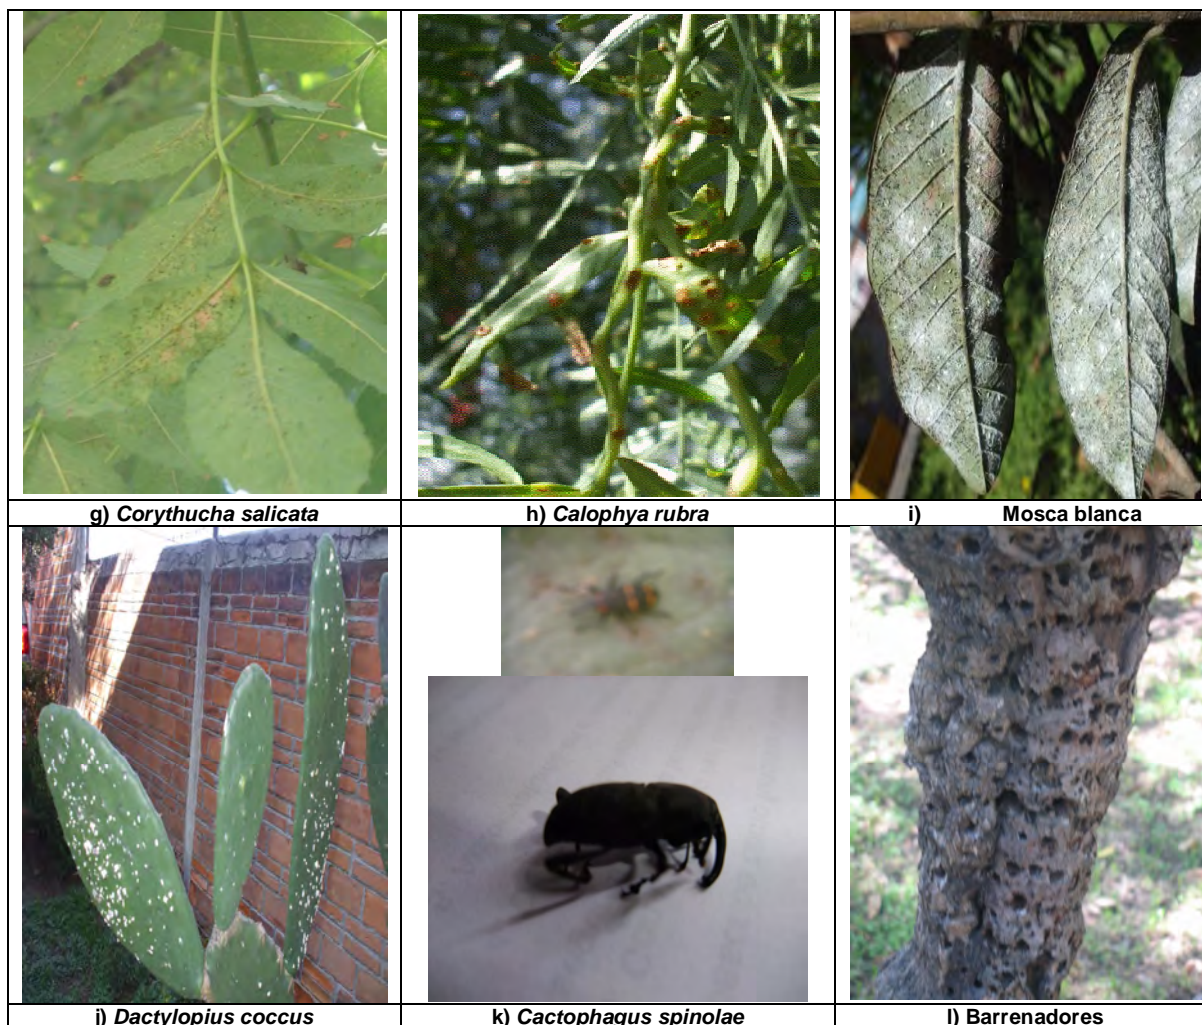 g) Corythucha salicata
h) Calophya rubra
i) Mosca blanca
j) Dactylopius coccus
k) Cactophagus spinolae
l) Barrenadores